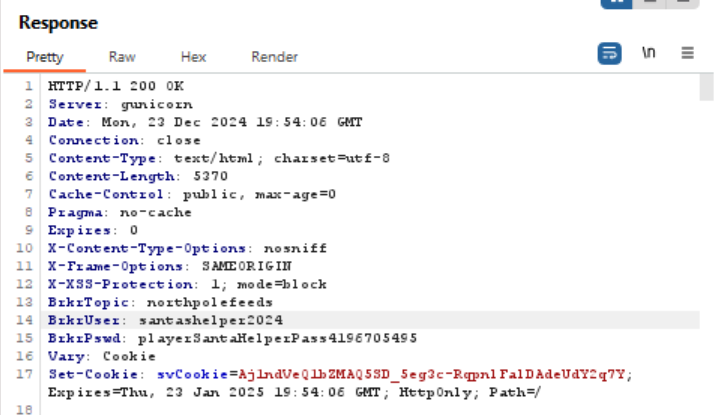 Response
Pretty Raw Hex Render \n
1 HTTP/1.1 200 OK
2 Server: gunicorn
3 Date: Mon, 23 Dec 2024 19:54:06 GMT
4 Connection: close
5 Content-Type: text/html; charset=utf-8
6 Content-Length: 5370
7 Cache-Control: public, max-age=0
8 Pragma: no-cache
9 Expires: 0
10 X-Content-Type-Options: nosniff
11 X-Frame-Options: SAMEORIGIN
12 X-XSS-Protection: 1; mode=block
13 BrkrTopic: northpolefeeds
14 BrkrUser: santashelper2024
15 BrkrPswd: playerSantaHelperPass4196705495
16 Vary: Cookie
17 Set-Cookie: svCookie=Aj1ndVeQ1bZMAQ5SD_5eg3c-Rqpn1Fa1DAdeUdY2q7Y;
Expires=Thu, 23 Jan 2025 19:54:06 GMT; HttpOnly; Path=/
18